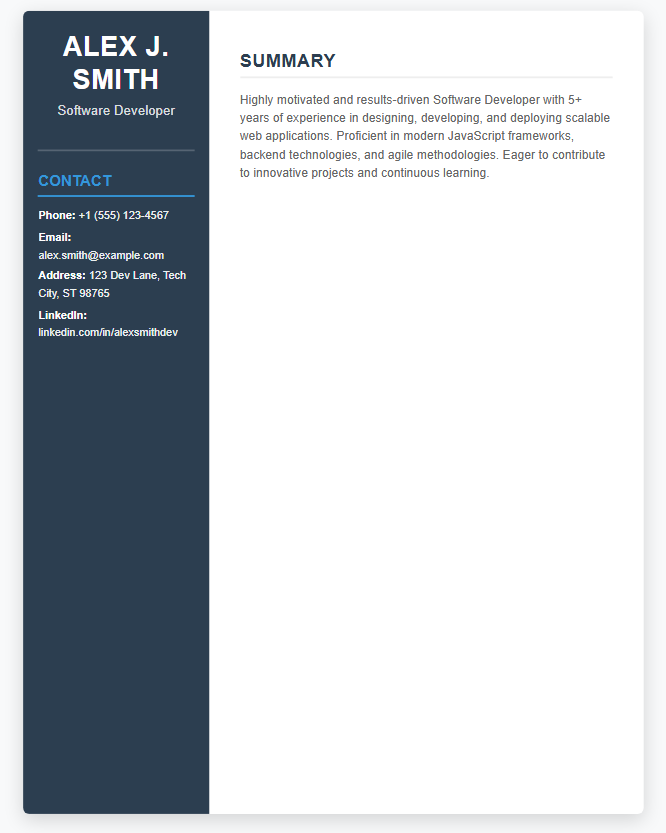 ALEX J.
SMITH
Software Developer
CONTACT
Phone: +1 (555) 123-4567
Email:
alex.smith@example.com
Address: 123 Dev Lane, Tech
City, ST 98765
LinkedIn:
linkedin.com/in/alexsmithdev
SUMMARY
Highly motivated and results-driven Software Developer with 5+
years of experience in designing, developing, and deploying scalable
web applications. Proficient in modern JavaScript frameworks,
backend technologies, and agile methodologies. Eager to contribute
to innovative projects and continuous learning.